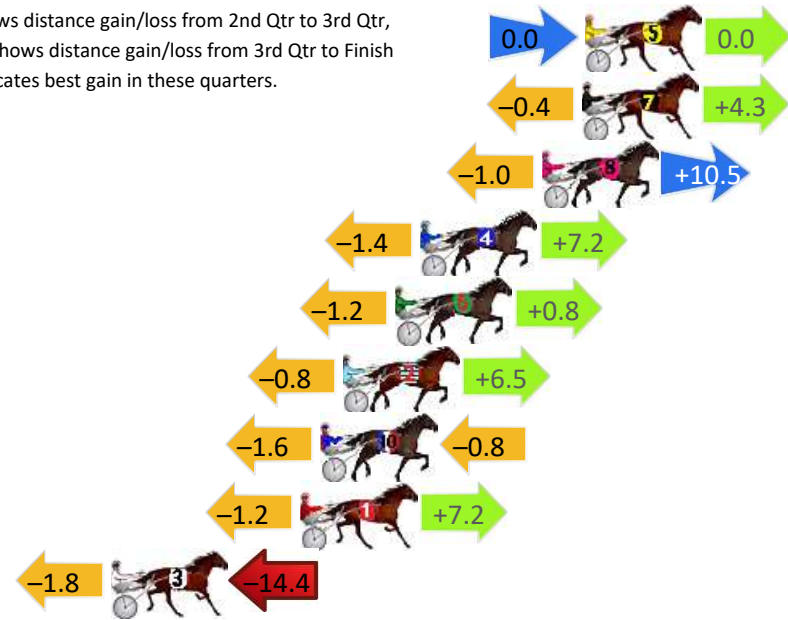 ws distance gain/loss from 2nd Qtr to 3rd Qtr,
hows distance gain/loss from 3rd Qtr to Finish
cates best gain in these quarters.
0.0 5 0.0
–0.4 7 +4.3
–1.0 8 +10.5
–1.4 4 +7.2
–1.2 6 +0.8
–0.8 2 +6.5
–1.6 10 –0.8
–1.2 1 +7.2
–1.8 3 –14.4